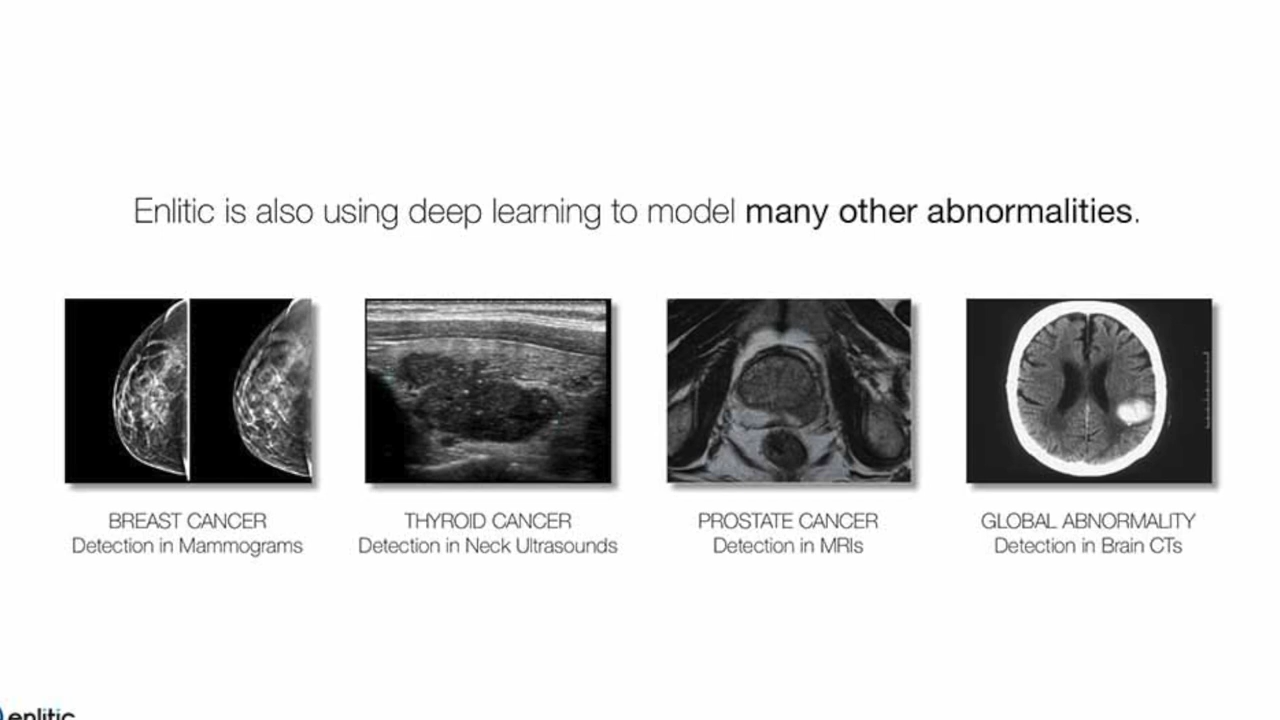 Enlitic is also using deep learning to model many other abnormalities.
BREAST CANCER
Detection in Mammograms
THYROID CANCER
Detection in Neck Ultrasounds
PROSTATE CANCER
Detection in MRIs
GLOBAL ABNORMALITY
Detection in Brain CTs
enlitic